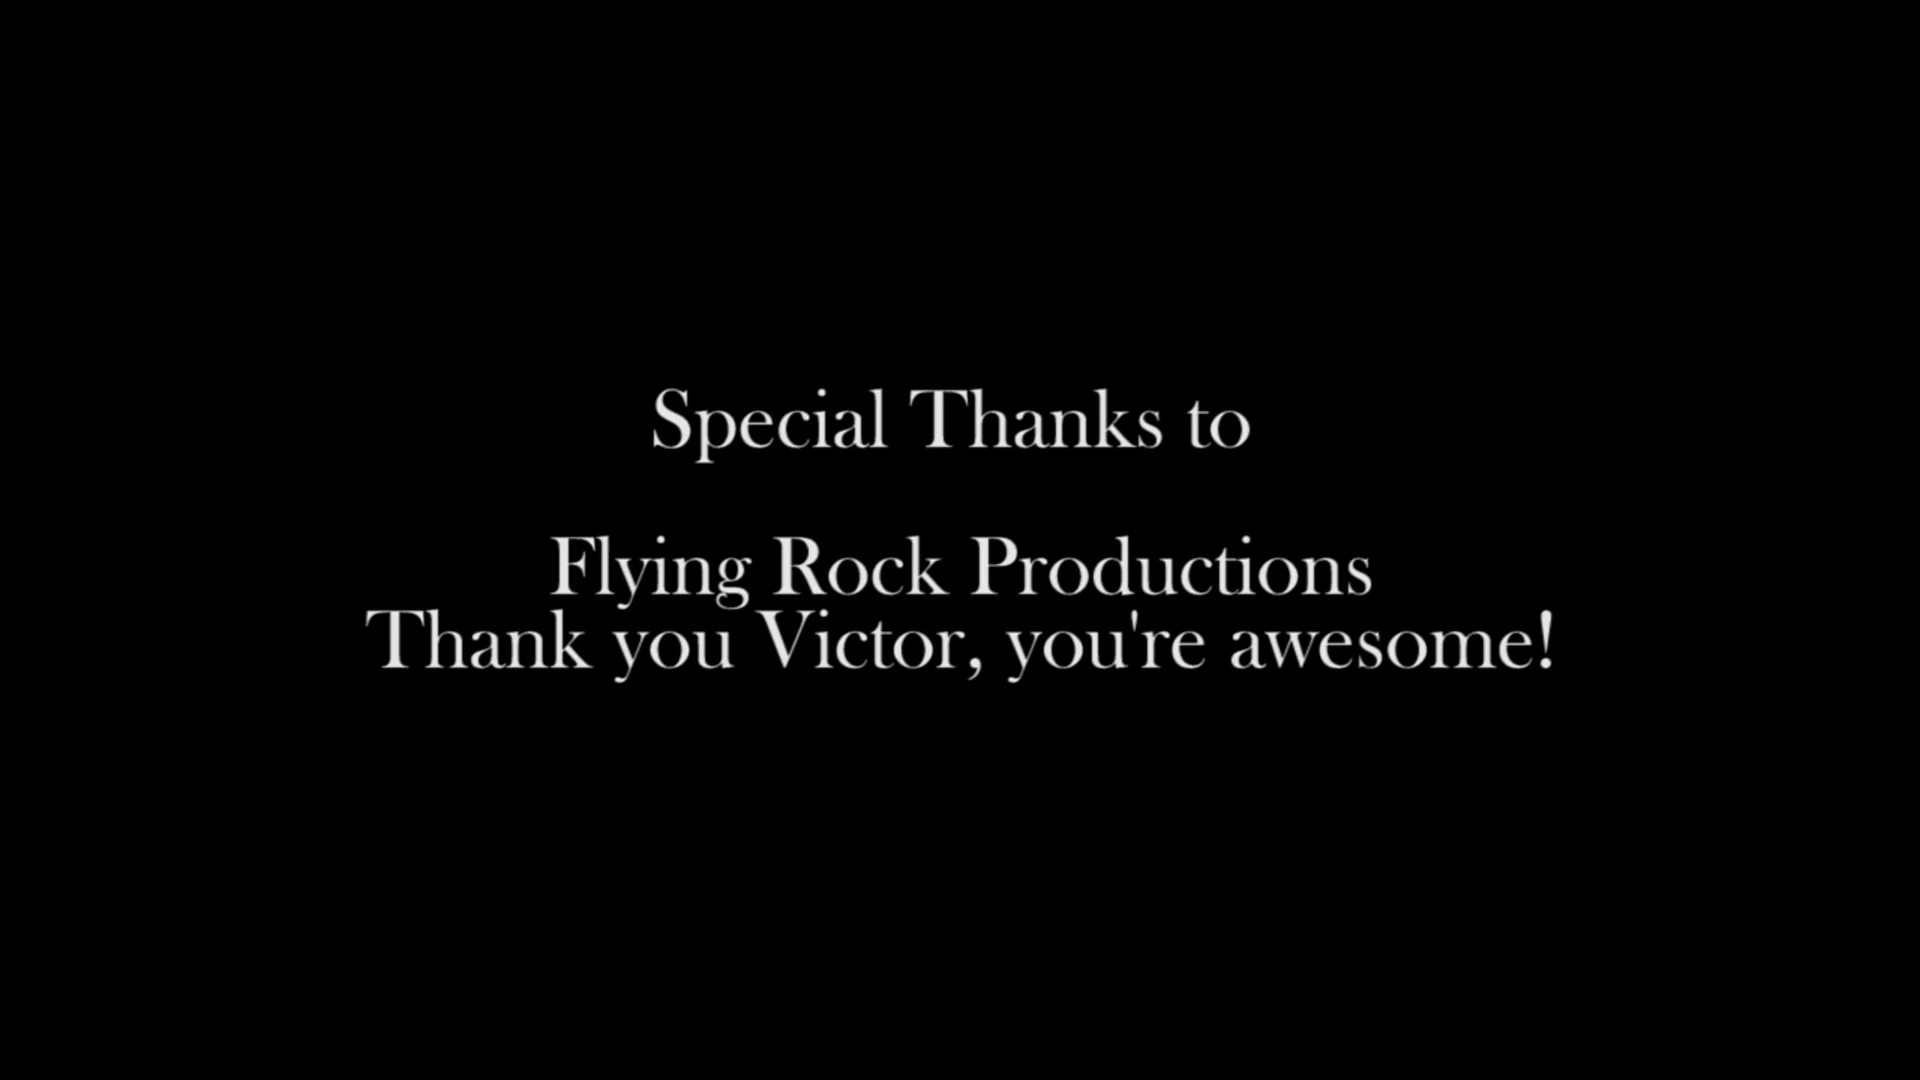 Special Thanks to
Flying Rock Productions
Thank you Victor, you're awesome!